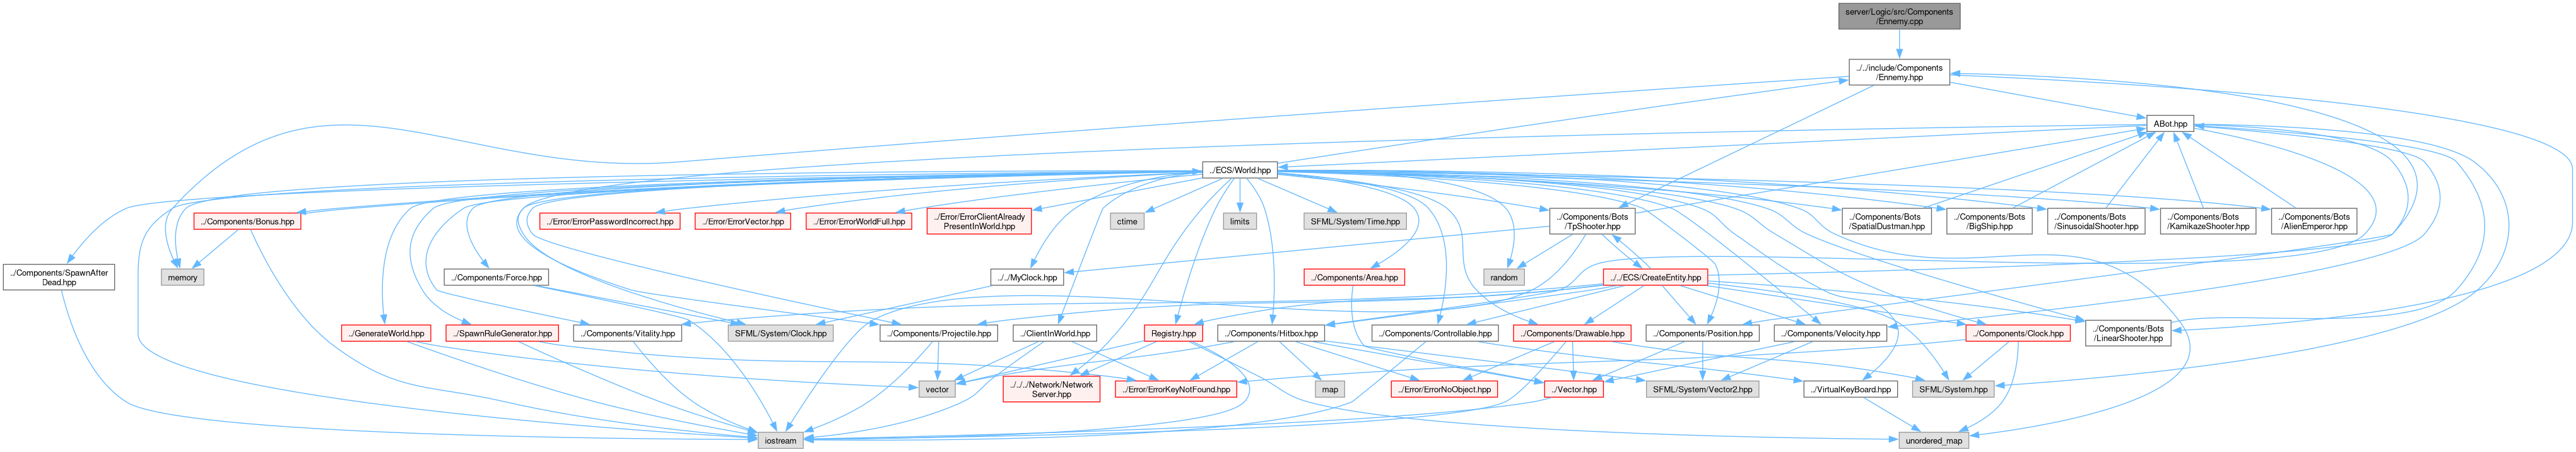 server/Logic/src/Components
/Ennemy.cpp
../../include/Components
/Ennemy.hpp
ABot.hpp
../ECS/World.hpp
../Components/Bonus.hpp
../Error/ErrorPasswordIncorrect.hpp
../Error/ErrorVector.hpp
../Error/ErrorWorldFull.hpp
../Error/ErrorClientAlready
PresentInWorld.hpp
ctime
limits
SFML/System/Time.hpp
../Components/Bots
/TpShooter.hpp
../Components/Bots
/SpatialDustman.hpp
../Components/Bots
/BigShip.hpp
../Components/Bots
/SinusoidalShooter.hpp
../Components/Bots
/KamikazeShooter.hpp
../Components/Bots
/AlienEmperor.hpp
../Components/SpawnAfter
Dead.hpp
memory
../Components/Force.hpp
../../MyClock.hpp
../Components/Area.hpp
random
../../ECS/CreateEntity.hpp
../GenerateWorld.hpp
../SpawnRuleGenerator.hpp
../Components/Vitality.hpp
SFML/System/Clock.hpp
../Components/Projectile.hpp
../ClientInWorld.hpp
Registry.hpp
../Components/Hitbox.hpp
../Components/Controllable.hpp
../Components/Drawable.hpp
../Components/Position.hpp
../Components/Velocity.hpp
../Components/Clock.hpp
../Components/Bots
/LinearShooter.hpp
vector
../../../Network/Network
Server.hpp
../Error/ErrorKeyNotFound.hpp
map
../Error/ErrorNoObject.hpp
../Vector.hpp
SFML/System/Vector2.hpp
../VirtualKeyBoard.hpp
SFML/System.hpp
iostream
unordered_map